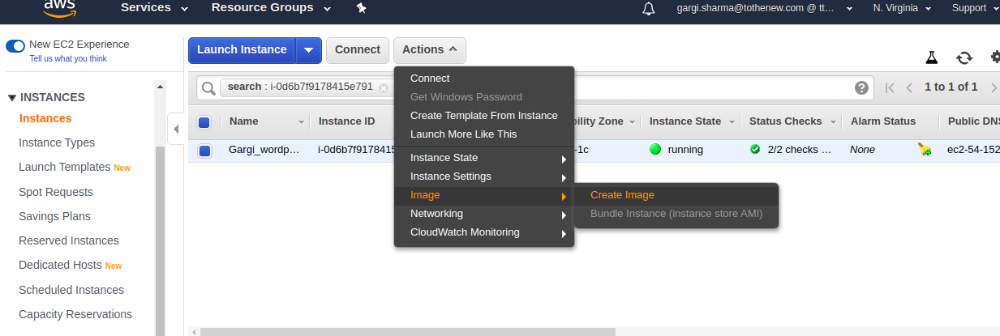 aws Services Resource Groups gargi.sharma@tothenew.com @ tt... N. Virginia Support
New EC2 Experience
Tell us what you think
Launch Instance Connect Actions
search : i-0d6b7f9178415e791 1 to 1 of 1
Name Instance ID bility Zone Instance State Status Checks Alarm Status Public DNS
Gargi_wordp... i-0d6b7f9178415 -1c running 2/2 checks ... None ec2-54-152
Connect
Get Windows Password
Create Template From Instance
Launch More Like This
Instance State
Instance Settings
Image
Networking
CloudWatch Monitoring
Create Image
Bundle Instance (instance store AMI)
INSTANCES
Instances
Instance Types
Launch Templates New
Spot Requests
Savings Plans
Reserved Instances
Dedicated Hosts New
Scheduled Instances
Capacity Reservations